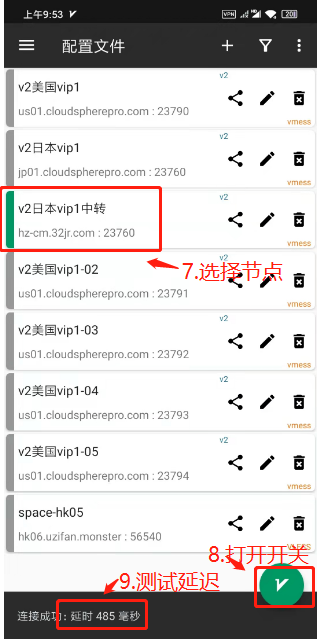 上午9:53
VPN
配置文件
v2
v2美国vip1
us01.cloudspherepro.com : 23790
vmess
v2
v2日本vip1
jp01.cloudspherepro.com : 23760
vmess
v2
v2日本vip1中转
hz-cm.32jr.com : 23760
vmess
7.选择节点
v2
v2美国vip1-02
us01.cloudspherepro.com : 23791
vmess
v2
v2美国vip1-03
us01.cloudspherepro.com : 23792
vmess
v2
v2美国vip1-04
us01.cloudspherepro.com : 23793
vmess
v2
v2美国vip1-05
us01.cloudspherepro.com : 23794
vmess
space-hk05
hk06.uzifan.monster : 56540
8.打开开关
9.测试延迟
连接成功: 延时 485 毫秒